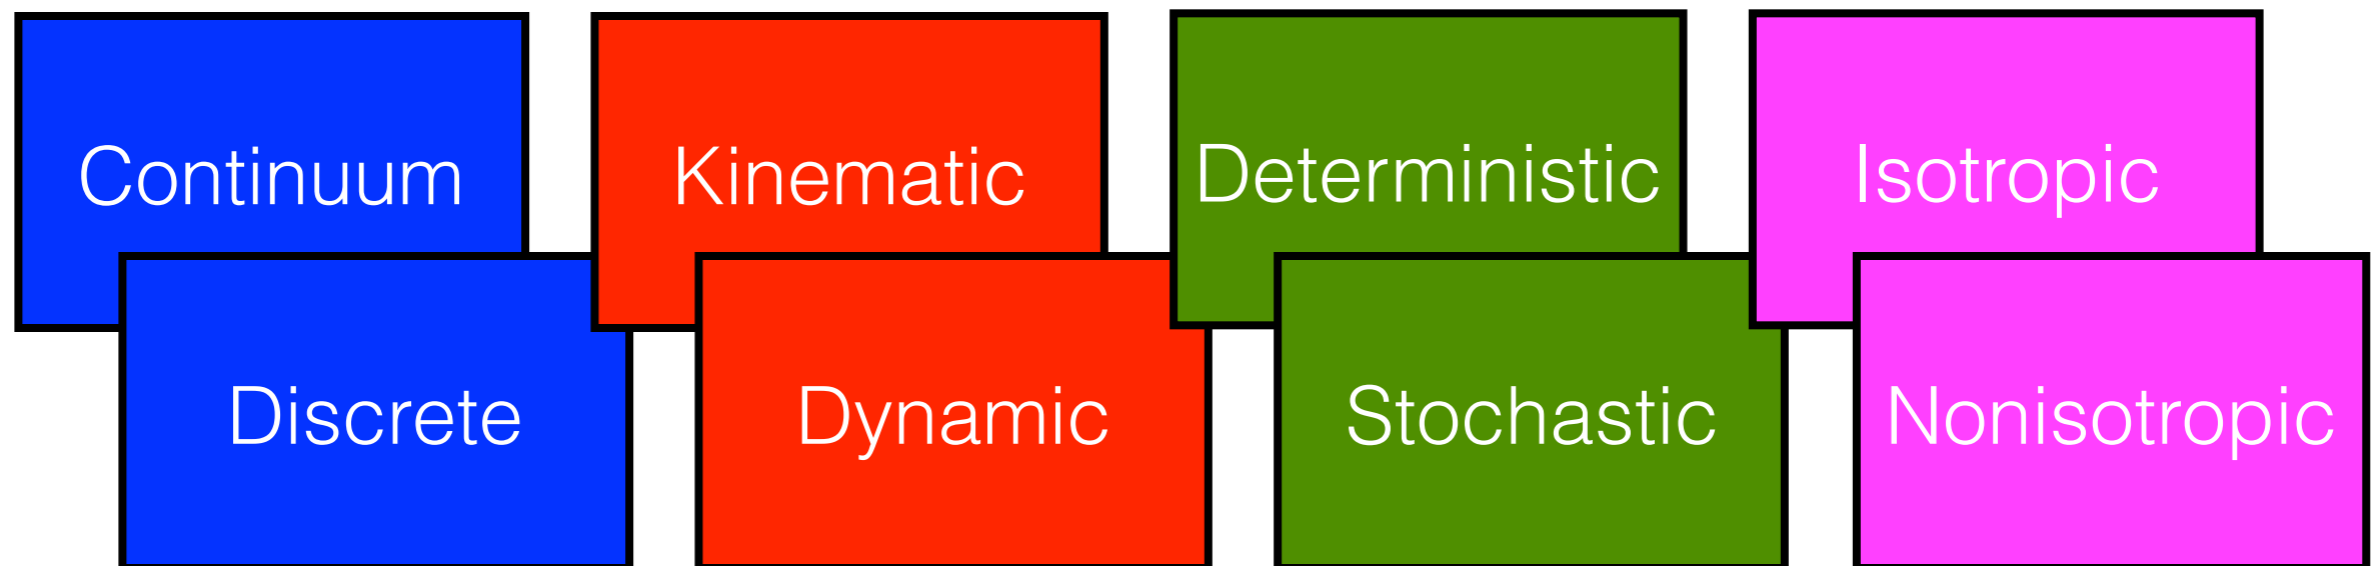 Continuum
Kinematic
Deterministic
Isotropic
Discrete
Dynamic
Stochastic
Nonisotropic